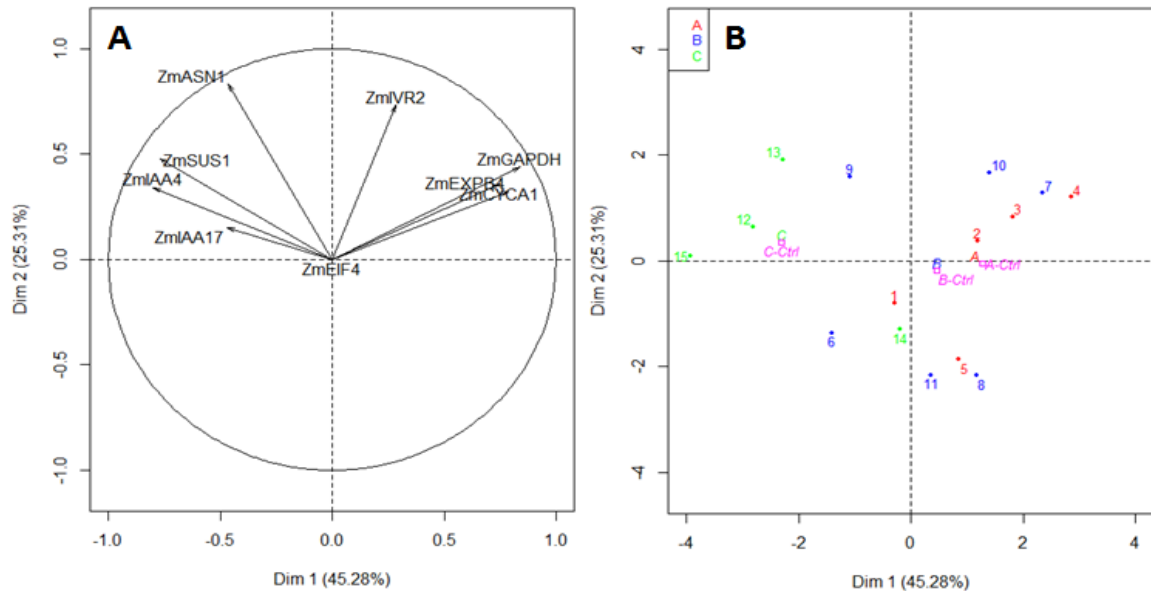 A
ZmASN1
ZmIVR2
ZmSUS1
ZmGAPDH
ZmIAA4
ZmEXPB4
ZmCYCA1
ZmIAA17
ZmEIF4
1.0
0.5
0.0
-0.5
-1.0
-1.0
-0.5
0.0
0.5
1.0
Dim 1 (45.28%)
Dim 2 (25.31%)
B
A
B
C
13
9
10
7
4
3
12
C
2
C-Ctrl
15
A
B
A-Ctrl
B-Ctrl
1
14
6
5
11
8
4
2
0
-2
-4
-4
-2
0
2
4
Dim 1 (45.28%)
Dim 2 (25.31%)